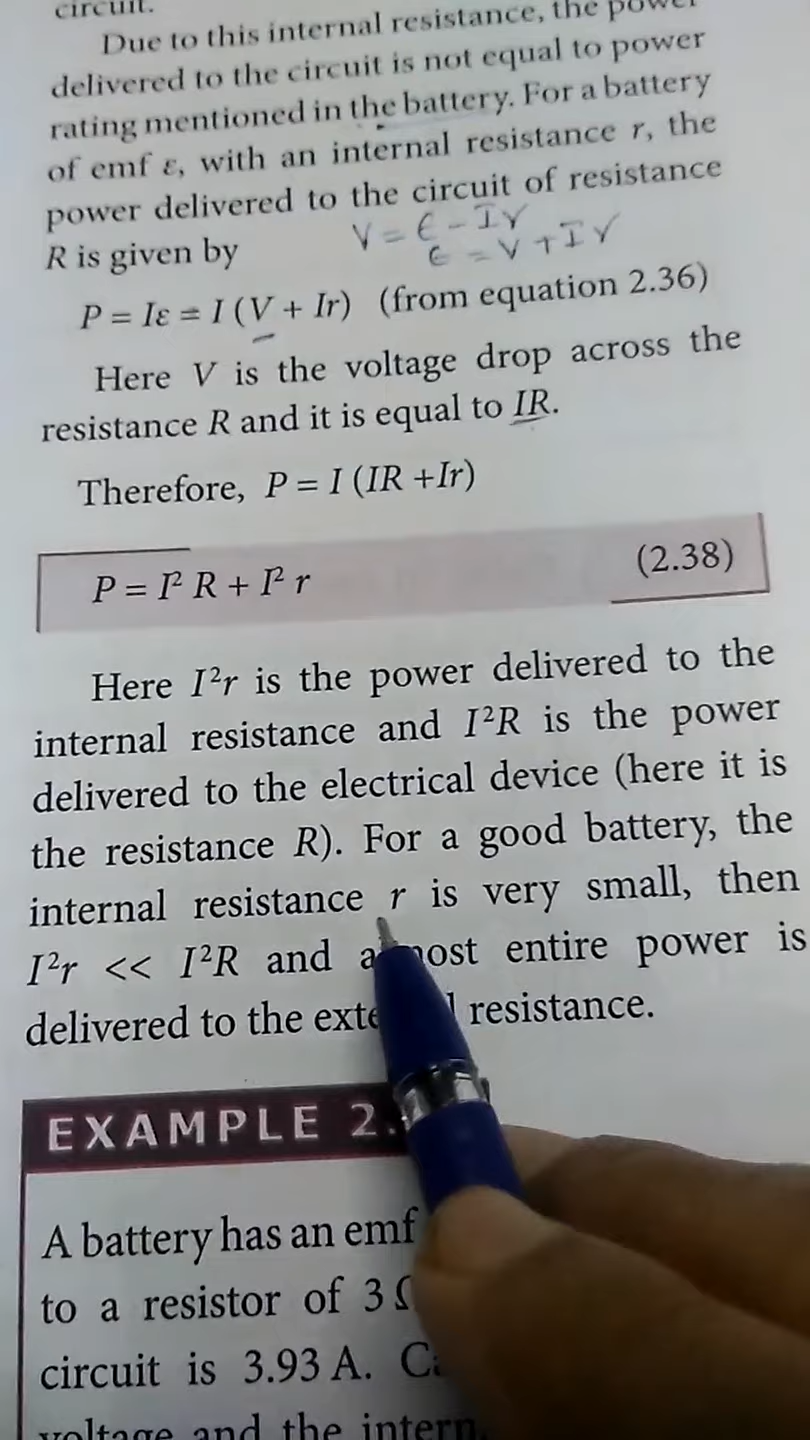 circuit.
Due to this internal resistance, the power
delivered to the circuit is not equal to power
rating mentioned in the battery. For a battery
of emf ε, with an internal resistance r, the
power delivered to the circuit of resistance
R is given by
V = ε - Ir
ε = V + Ir
P = Iε = I (V + Ir) (from equation 2.36)
Here V is the voltage drop across the
resistance R and it is equal to IR.
Therefore, P = I (IR +Ir)
P = I² R + I² r (2.38)
Here I²r is the power delivered to the
internal resistance and I²R is the power
delivered to the electrical device (here it is
the resistance R). For a good battery, the
internal resistance r is very small, then
I²r << I²R and almost entire power is
delivered to the resistance.
EXAMPLE 2.
A battery has an emf
to a resistor of 3 Ω
circuit is 3.93 A.
voltage and the